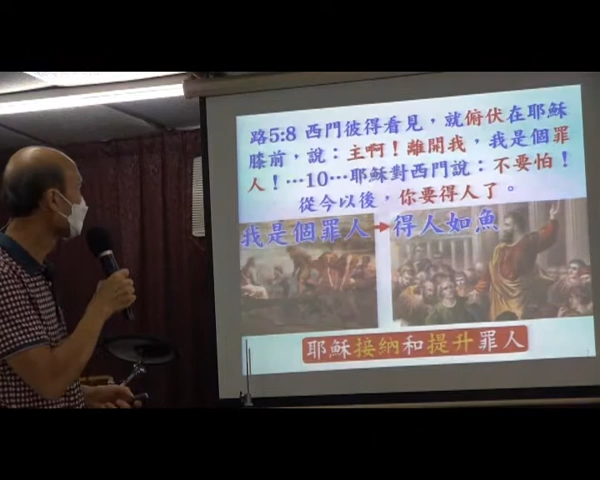 路5:8 西門彼得看見，就俯伏在耶穌
膝前，說：主啊！離開我，我是個罪
人！…10…耶穌對西門說：不要怕！
從今以後，你要得人了。
我是個罪人→得人如魚
耶穌接納和提升罪人